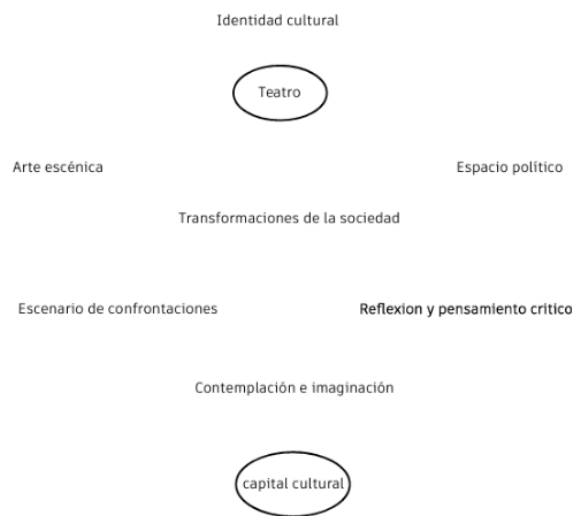 Identidad cultural
Teatro
Arte escénica
Espacio político
Transformaciones de la sociedad
Escenario de confrontaciones
Reflexion y pensamiento critico
Contemplación e imaginación
capital cultural